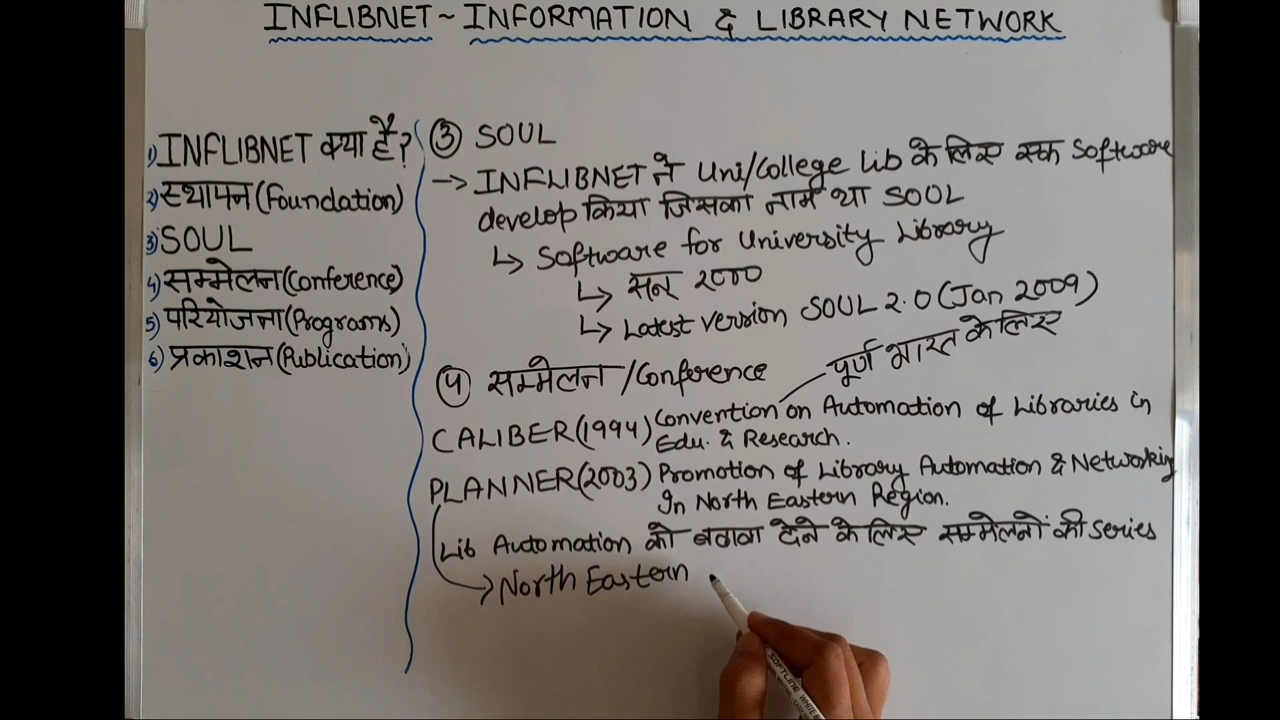 INFLIBNET ~ INFORMATION & LIBRARY NETWORK
1) INFLIBNET क्या है?
2) स्थापन (Foundation)
3) SOUL
4) सम्मेलन (Conference)
5) परियोजना (Programs)
6) प्रकाशन (Publication)
③ SOUL
→ INFLIBNET ने Uni/College Lib के लिए एक Software
develop किया जिसका नाम था SOUL
↳ Software for University Library
↳ सन् 2000
↳ Latest version SOUL 2.0 (Jan 2009)
④ सम्मेलन / Conference
पूर्ण भारत के लिए
CALIBER (1994) Convention on Automation of Libraries in
Edu. & Research.
PLANNER (2003) Promotion of Library Automation & Networking
In North Eastern Region.
Lib Automation को बढावा देने के लिए सम्मेलनों की series
→ North Eastern